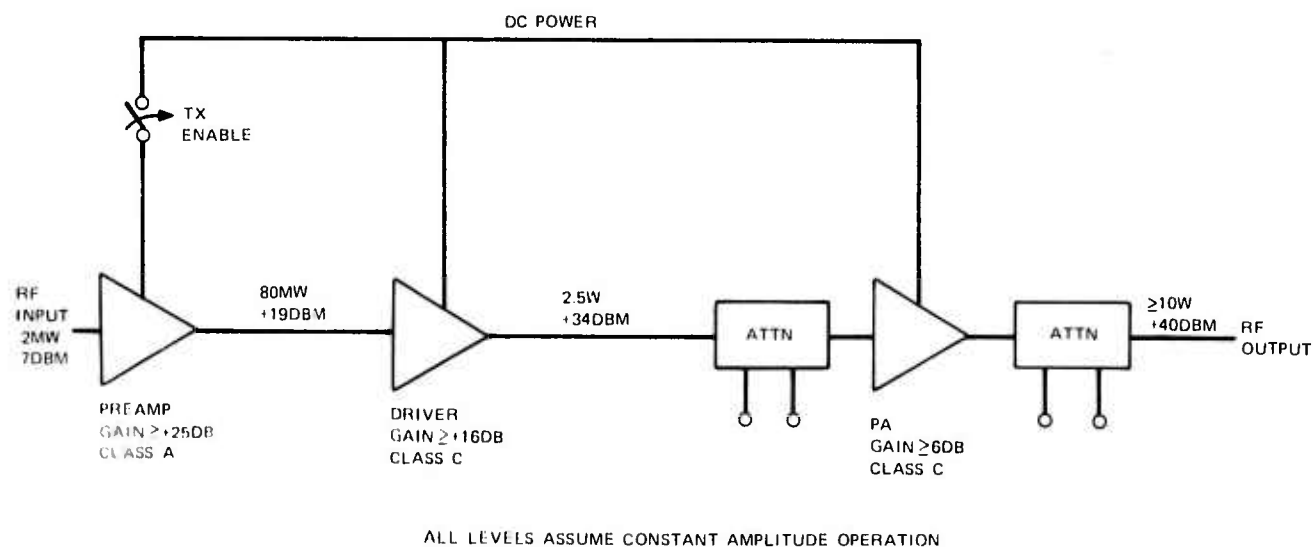 DC POWER
TX
ENABLE
RF
INPUT
2MW
7DBM
80MW
+19DBM
2.5W
+34DBM
ATTN
ATTN
≥10W
+40DBM
RF
OUTPUT
PREAMP
GAIN ≥ +25DB
CLASS A
DRIVER
GAIN ≥ +16DB
CLASS C
PA
GAIN ≥6DB
CLASS C
ALL LEVELS ASSUME CONSTANT AMPLITUDE OPERATION